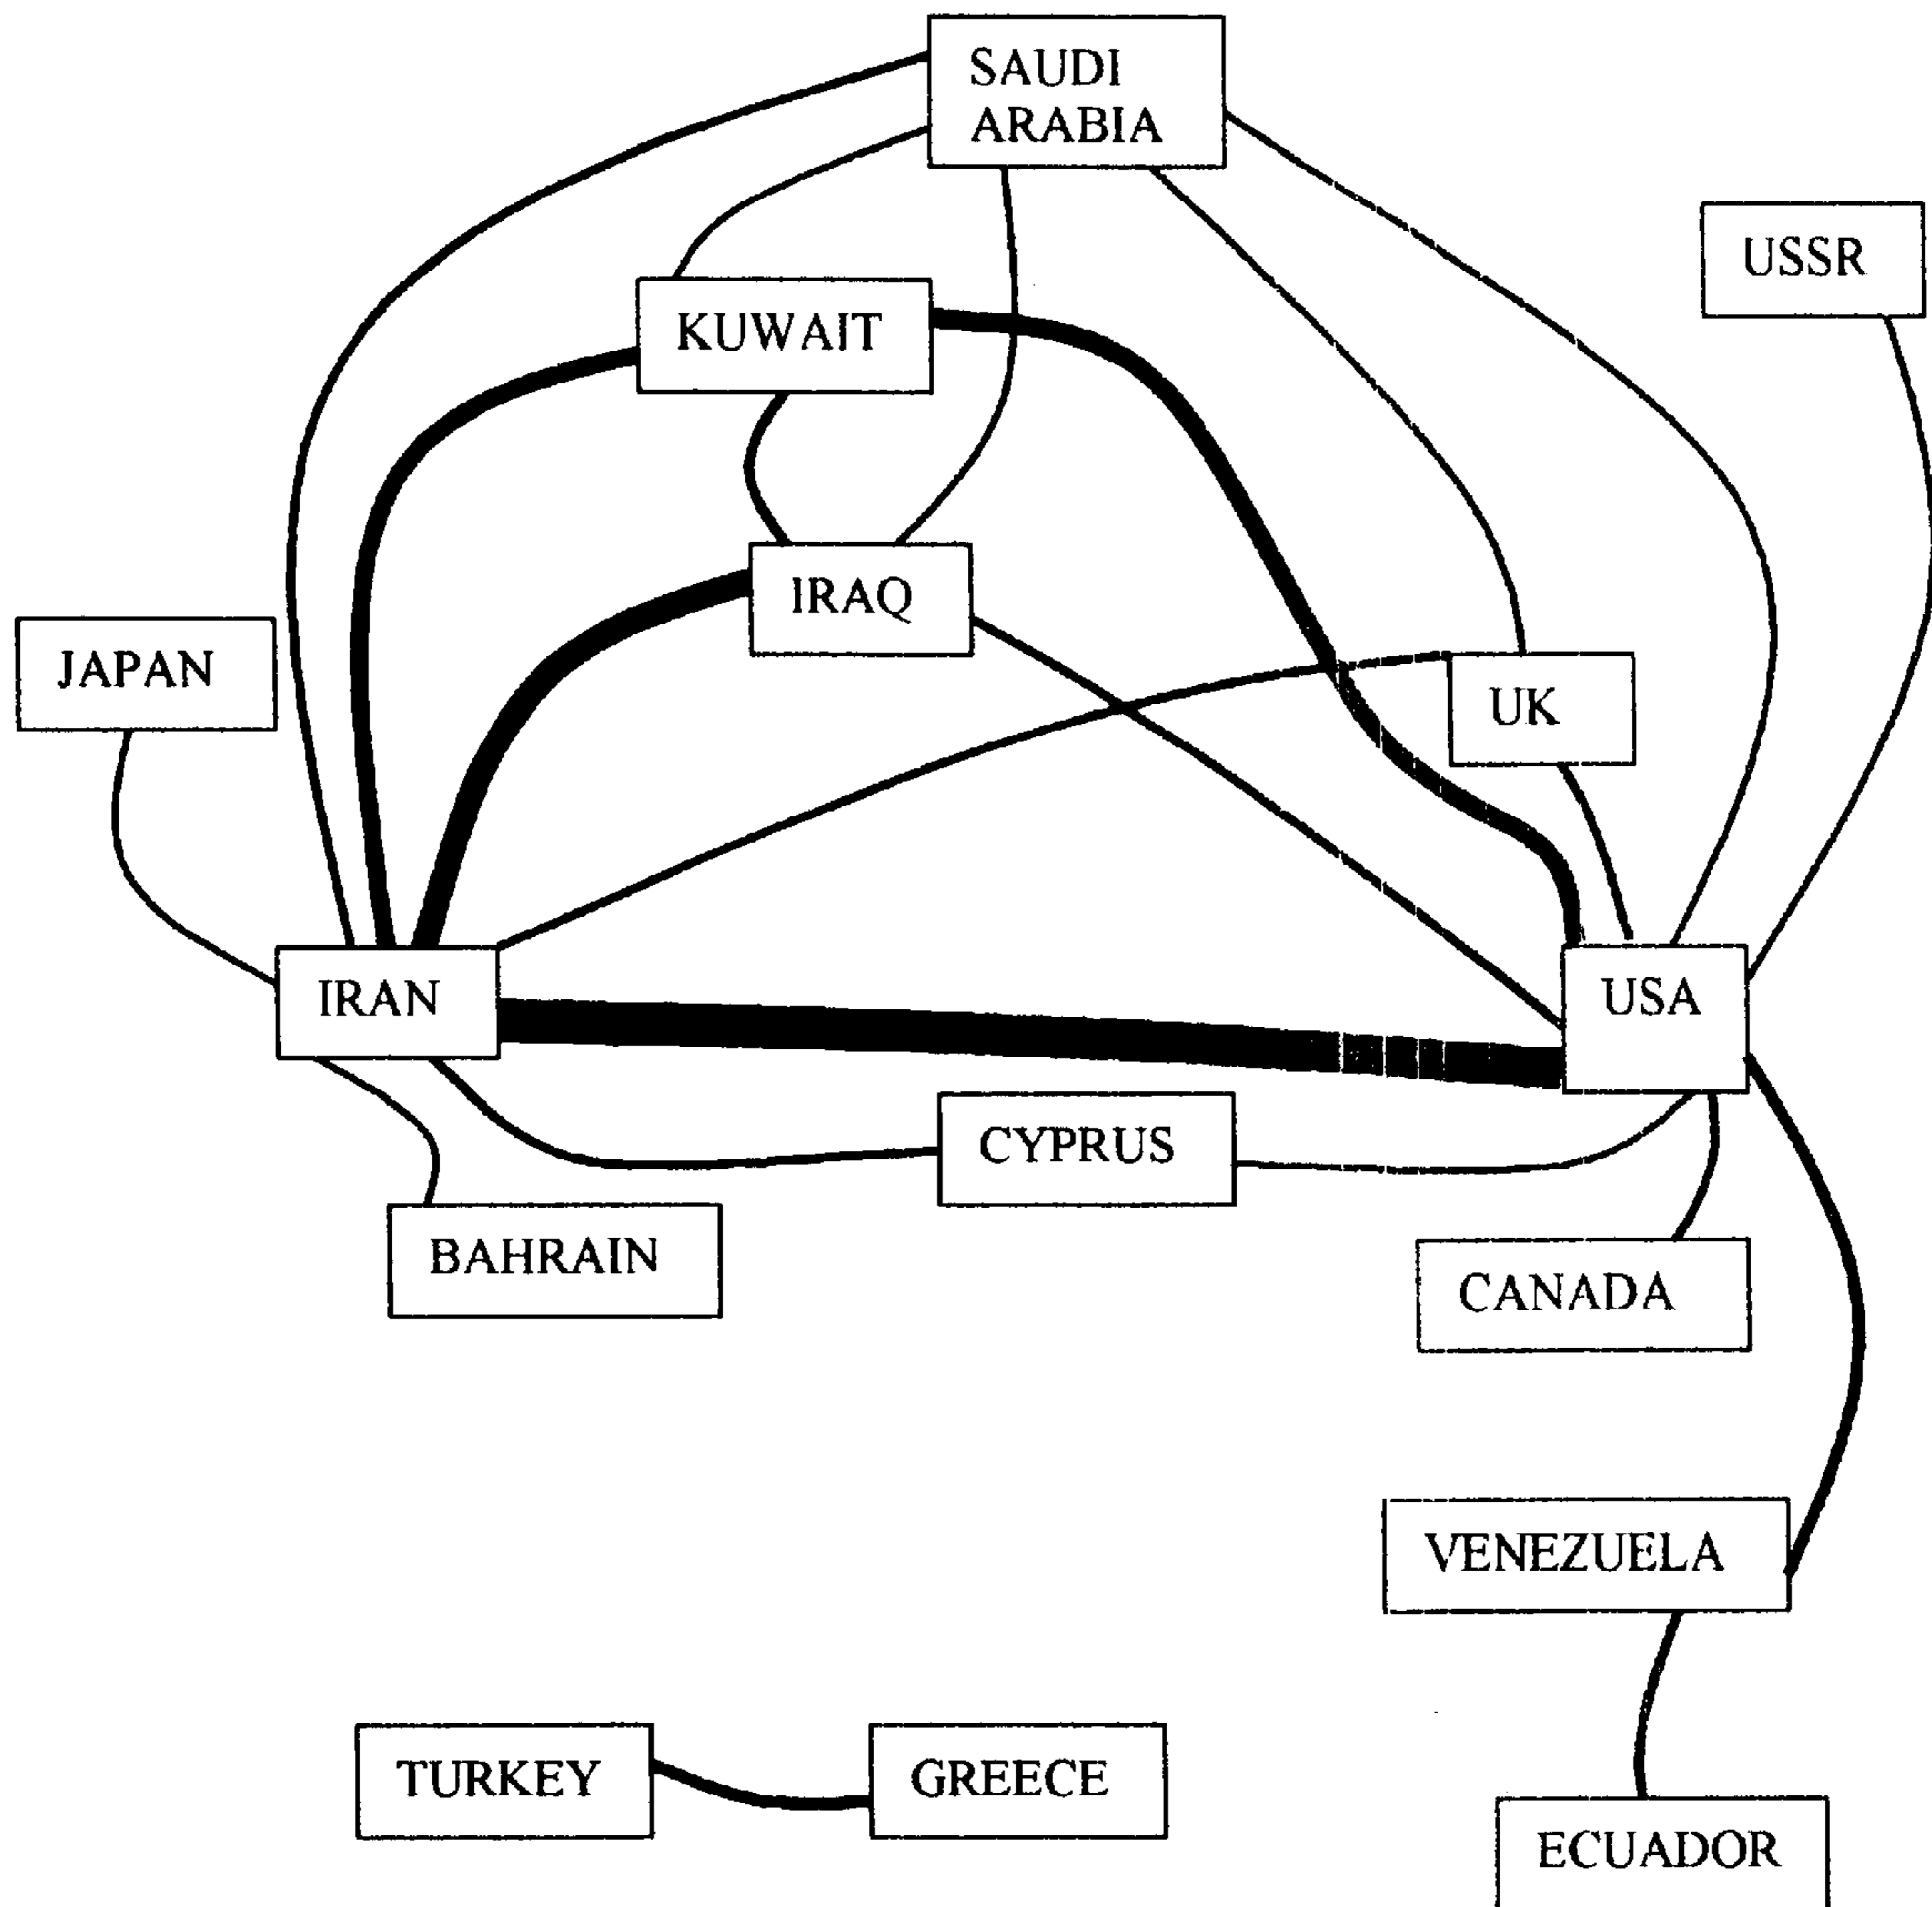 SAUDI
ARABIA
USSR
KUWAIT
IRAQ
JAPAN
UK
IRAN
USA
CYPRUS
BAHRAIN
CANADA
VENEZUELA
TURKEY
GREECE
ECUADOR